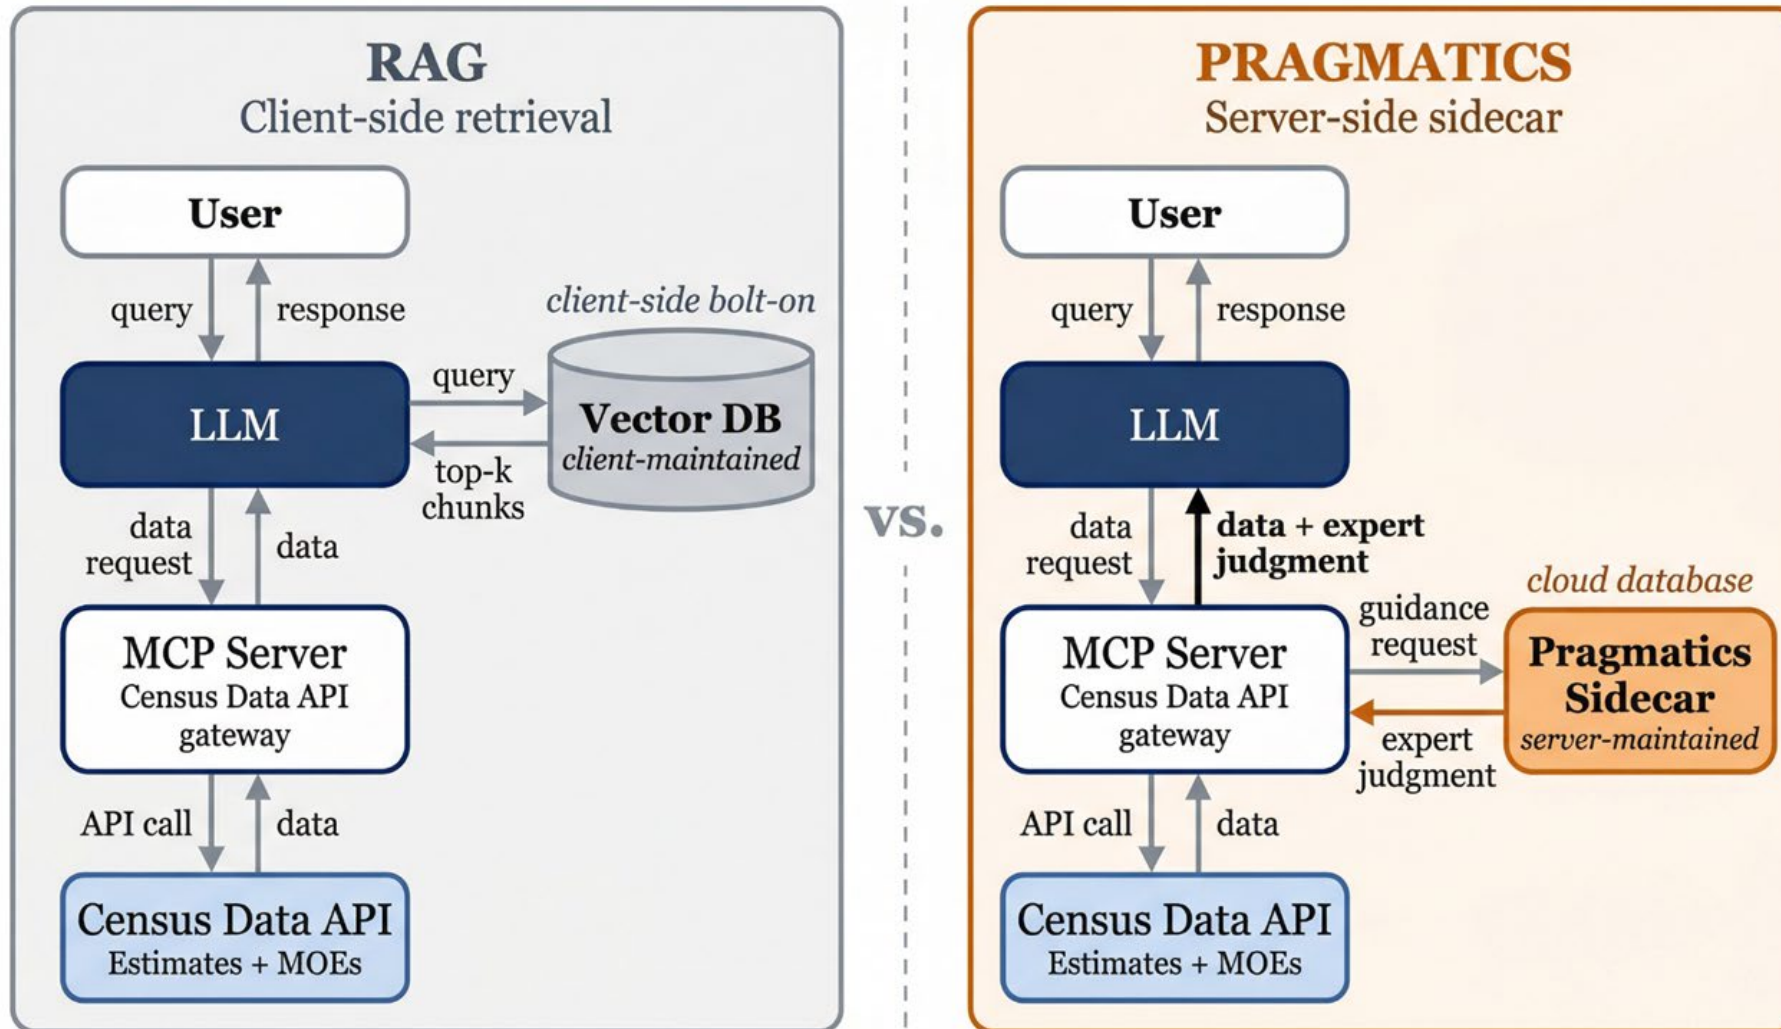 RAG
Client-side retrieval
User
query
response
client-side bolt-on
LLM
query
top-k
chunks
Vector DB
client-maintained
data
request
data
MCP Server
Census Data API
gateway
API call
data
Census Data API
Estimates + MOEs
vs.
PRAGMATICS
Server-side sidecar
User
query
response
LLM
data
request
data + expert
judgment
cloud database
MCP Server
Census Data API
gateway
guidance
request
expert
judgment
Pragmatics
Sidecar
server-maintained
API call
data
Census Data API
Estimates + MOEs